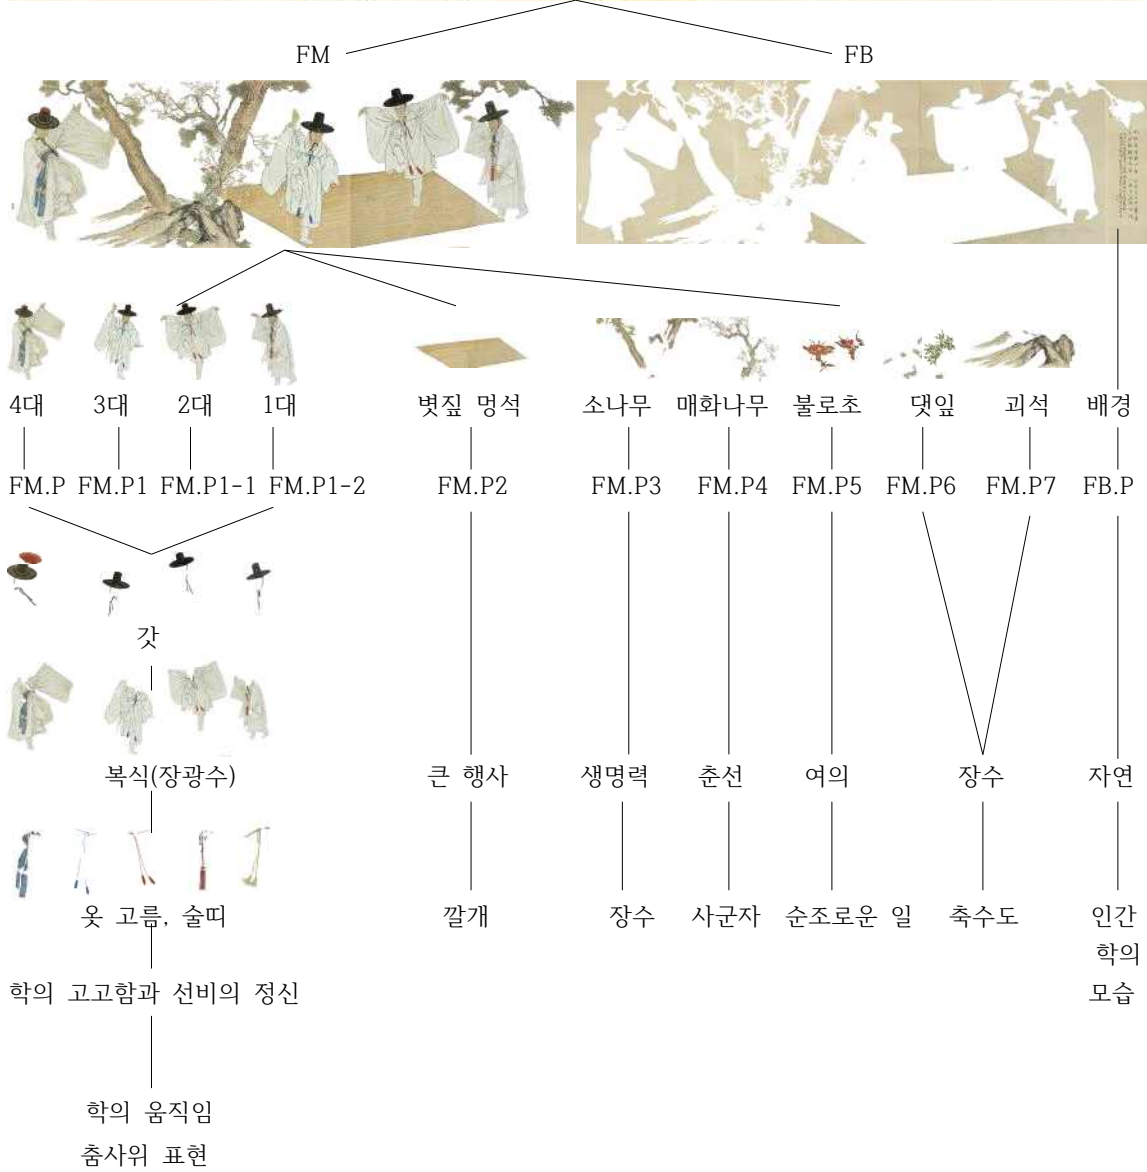 FM FB
4대 3대 2대 1대 볏짚 멍석 소나무 매화나무 불로초 댓잎 괴석 배경
FM.P FM.P1 FM.P1-1 FM.P1-2 FM.P2 FM.P3 FM.P4 FM.P5 FM.P6 FM.P7 FB.P
갓
복식(장광수) 큰 행사 생명력 춘선 여의 장수 자연
옷 고름, 술띠 깔개 장수 사군자 순조로운 일 축수도 인간
학의
학의 고고함과 선비의 정신 모습
학의 움직임
춤사위 표현